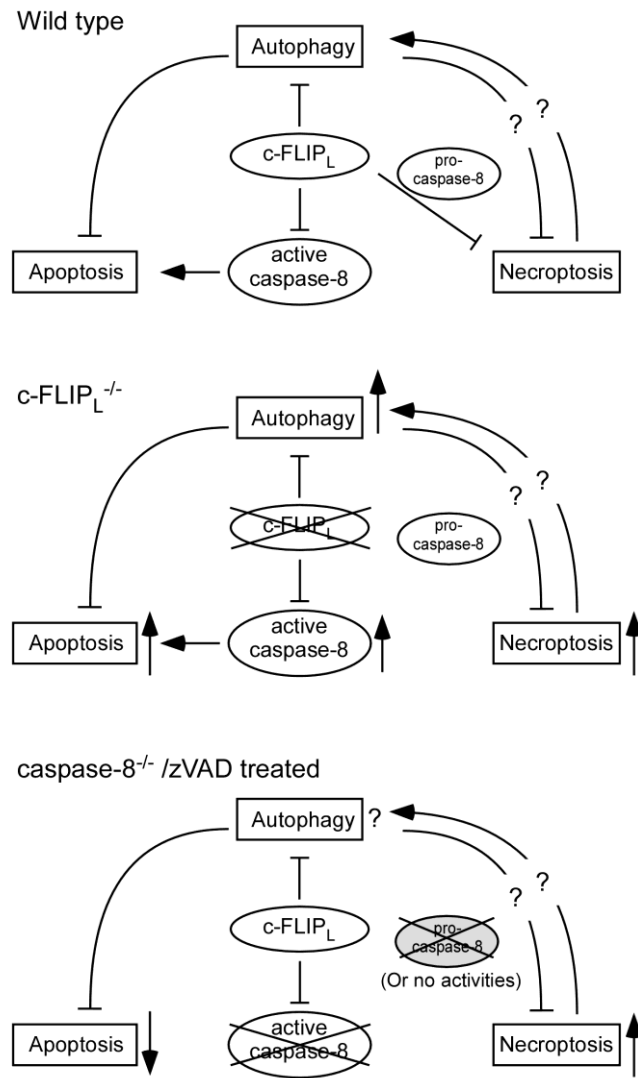 Wild type
Autophagy
?
?
c-FLIPL
pro-
caspase-8
Apoptosis
active
caspase-8
Necroptosis
c-FLIPL-/-
Autophagy
?
?
c-FLIPL
pro-
caspase-8
Apoptosis
active
caspase-8
Necroptosis
caspase-8-/- /zVAD treated
Autophagy ?
?
?
c-FLIPL
pro-
caspase-8
(Or no activities)
Apoptosis
active
caspase-8
Necroptosis